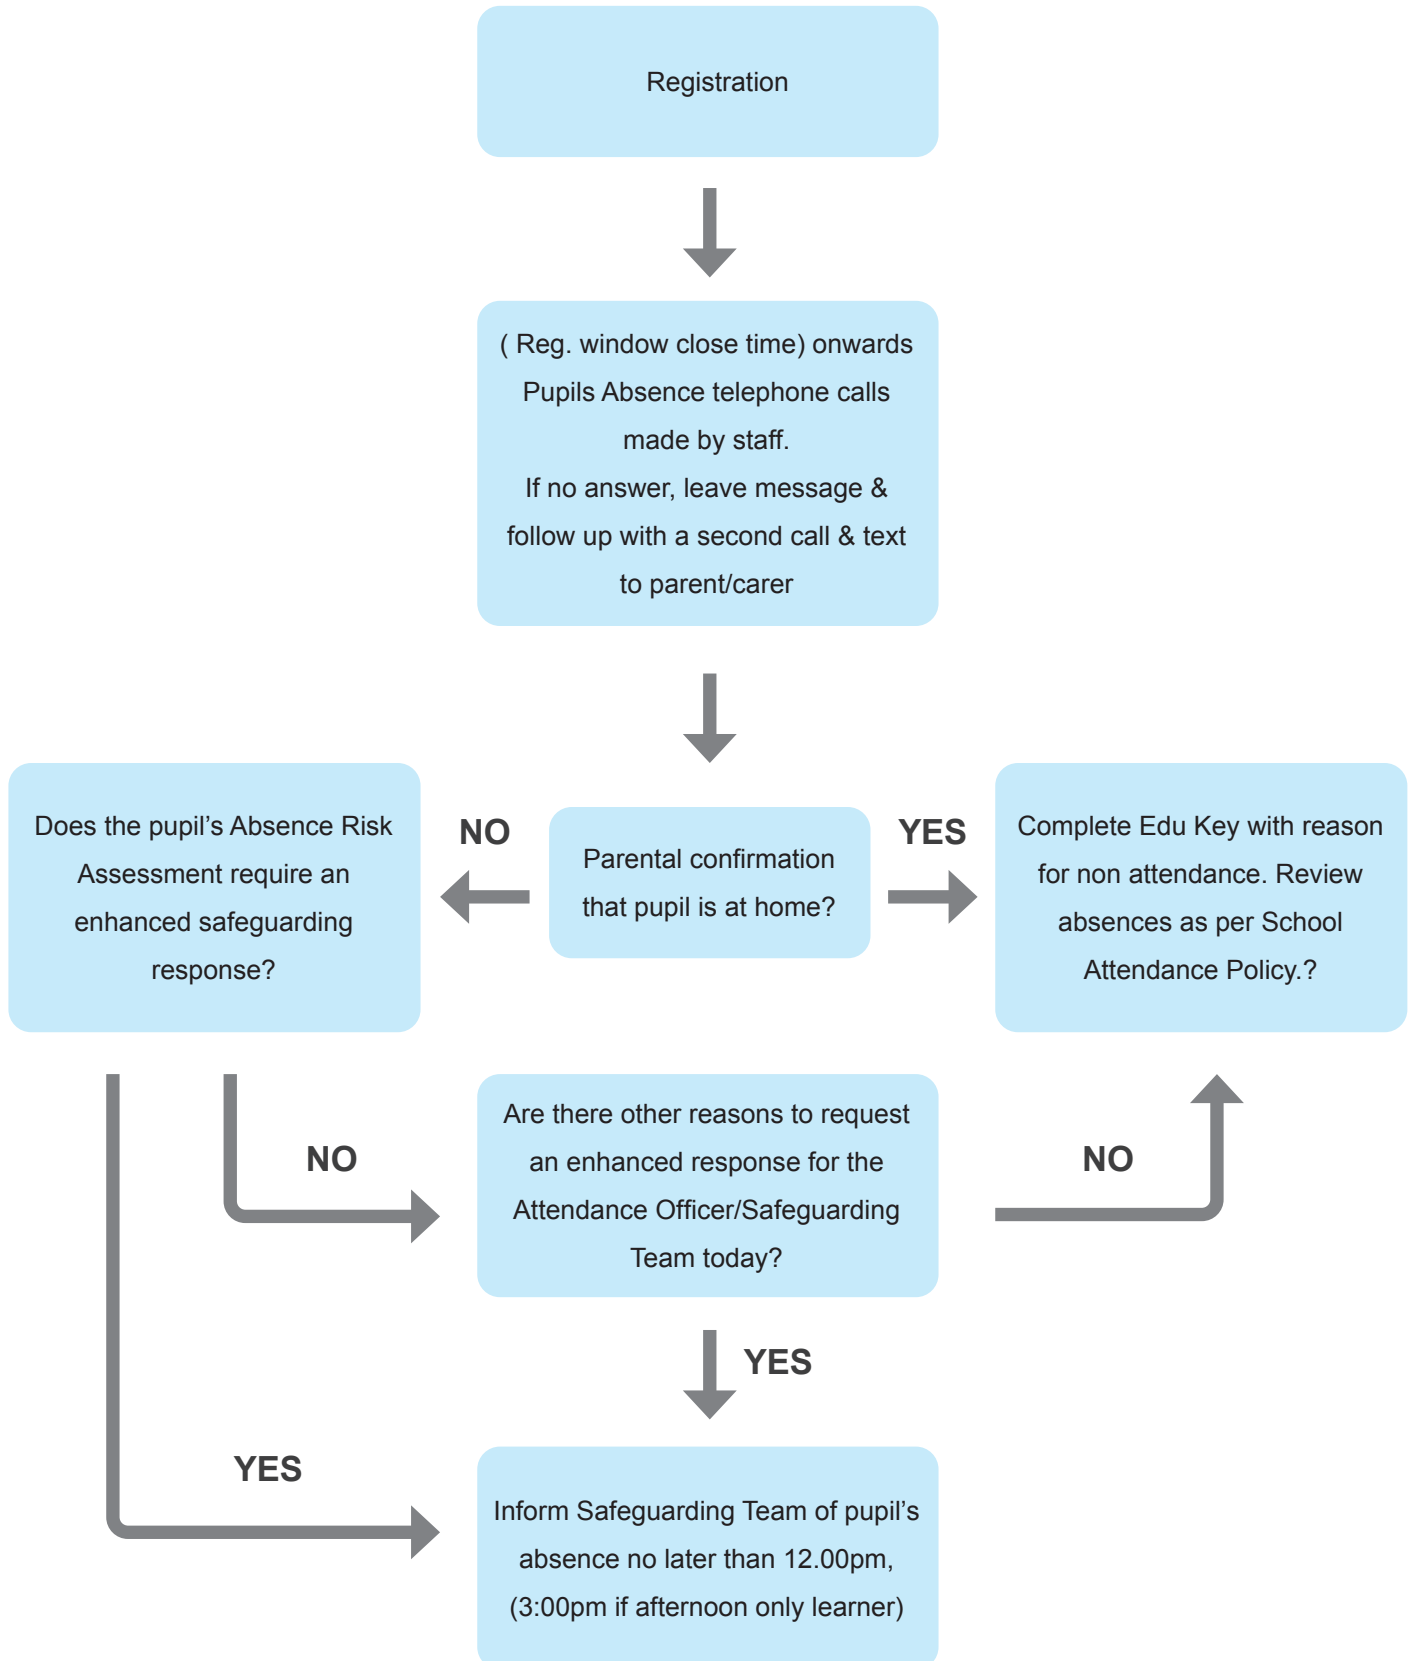 Registration
( Reg. window close time) onwards
Pupils Absence telephone calls
made by staff.
If no answer, leave message &
follow up with a second call & text
to parent/carer
Does the pupil’s Absence Risk
Assessment require an
enhanced safeguarding
response?
NO
Parental confirmation
that pupil is at home?
YES
Complete Edu Key with reason
for non attendance. Review
absences as per School
Attendance Policy.?
NO
Are there other reasons to request
an enhanced response for the
Attendance Officer/Safeguarding
Team today?
NO
YES
YES
Inform Safeguarding Team of pupil’s
absence no later than 12.00pm,
(3:00pm if afternoon only learner)